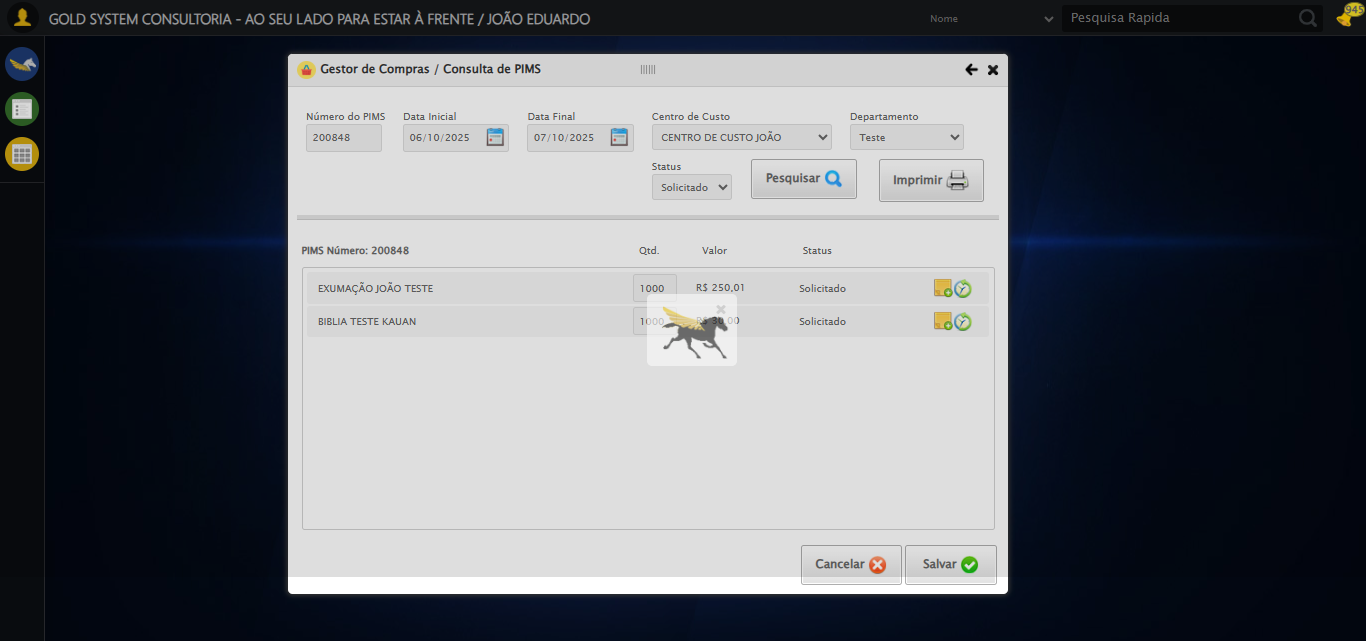 GOLD SYSTEM CONSULTORIA - AO SEU LADO PARA ESTAR À FRENTE / JOÃO EDUARDO
Nome
Pesquisa Rapida
945
Gestor de Compras / Consulta de PIMS
Número do PIMS Data Inicial Data Final Centro de Custo Departamento
200848 06/10/2025 07/10/2025 CENTRO DE CUSTO JOÃO Teste
Status
Solicitado Pesquisar Imprimir
PIMS Número: 200848 Qtd. Valor Status
EXUMAÇÃO JOÃO TESTE 1000 R$ 250,01 Solicitado
BIBLIA TESTE KAUAN 1000 R$ 30,00 Solicitado
Cancelar Salvar